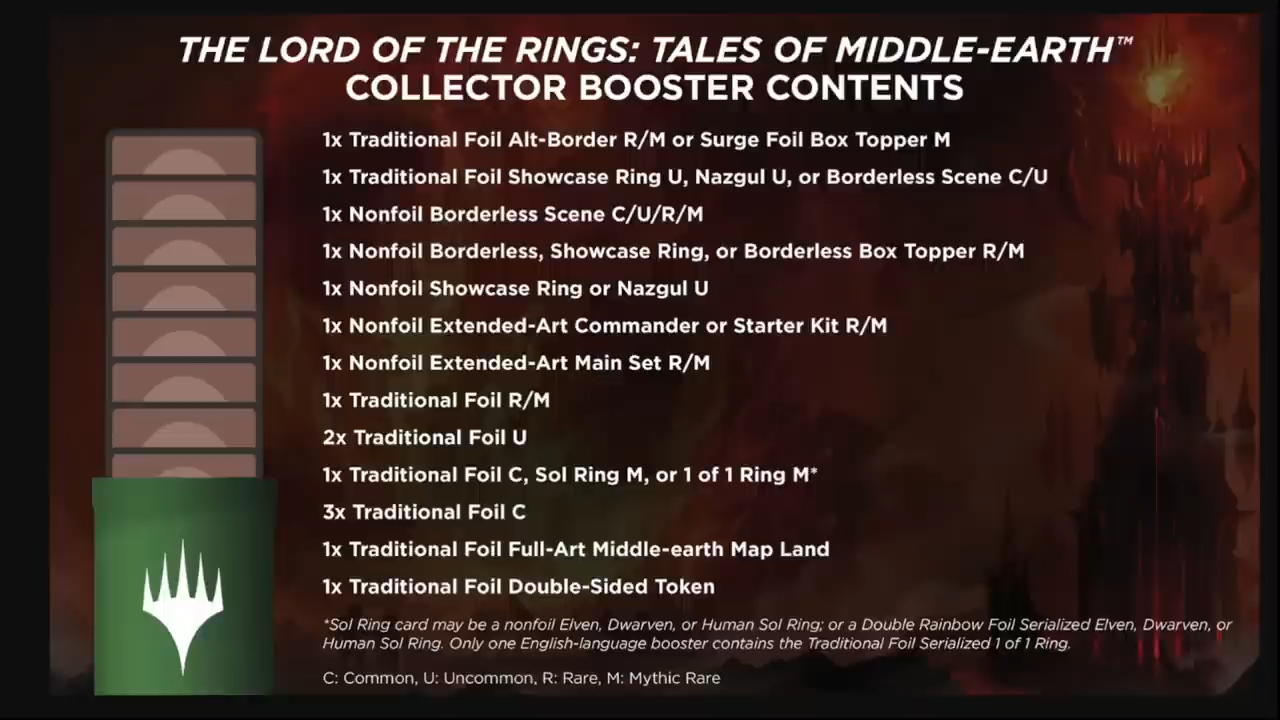 THE LORD OF THE RINGS: TALES OF MIDDLE-EARTH™
COLLECTOR BOOSTER CONTENTS
1x Traditional Foil Alt-Border R/M or Surge Foil Box Topper M
1x Traditional Foil Showcase Ring U, Nazgul U, or Borderless Scene C/U
1x Nonfoil Borderless Scene C/U/R/M
1x Nonfoil Borderless, Showcase Ring, or Borderless Box Topper R/M
1x Nonfoil Showcase Ring or Nazgul U
1x Nonfoil Extended-Art Commander or Starter Kit R/M
1x Nonfoil Extended-Art Main Set R/M
1x Traditional Foil R/M
2x Traditional Foil U
1x Traditional Foil C, Sol Ring M, or 1 of 1 Ring M*
3x Traditional Foil C
1x Traditional Foil Full-Art Middle-earth Map Land
1x Traditional Foil Double-Sided Token
*Sol Ring card may be a nonfoil Elven, Dwarven, or Human Sol Ring; or a Double Rainbow Foil Serialized Elven, Dwarven, or
Human Sol Ring. Only one English-language booster contains the Traditional Foil Serialized 1 of 1 Ring.
C: Common, U: Uncommon, R: Rare, M: Mythic Rare